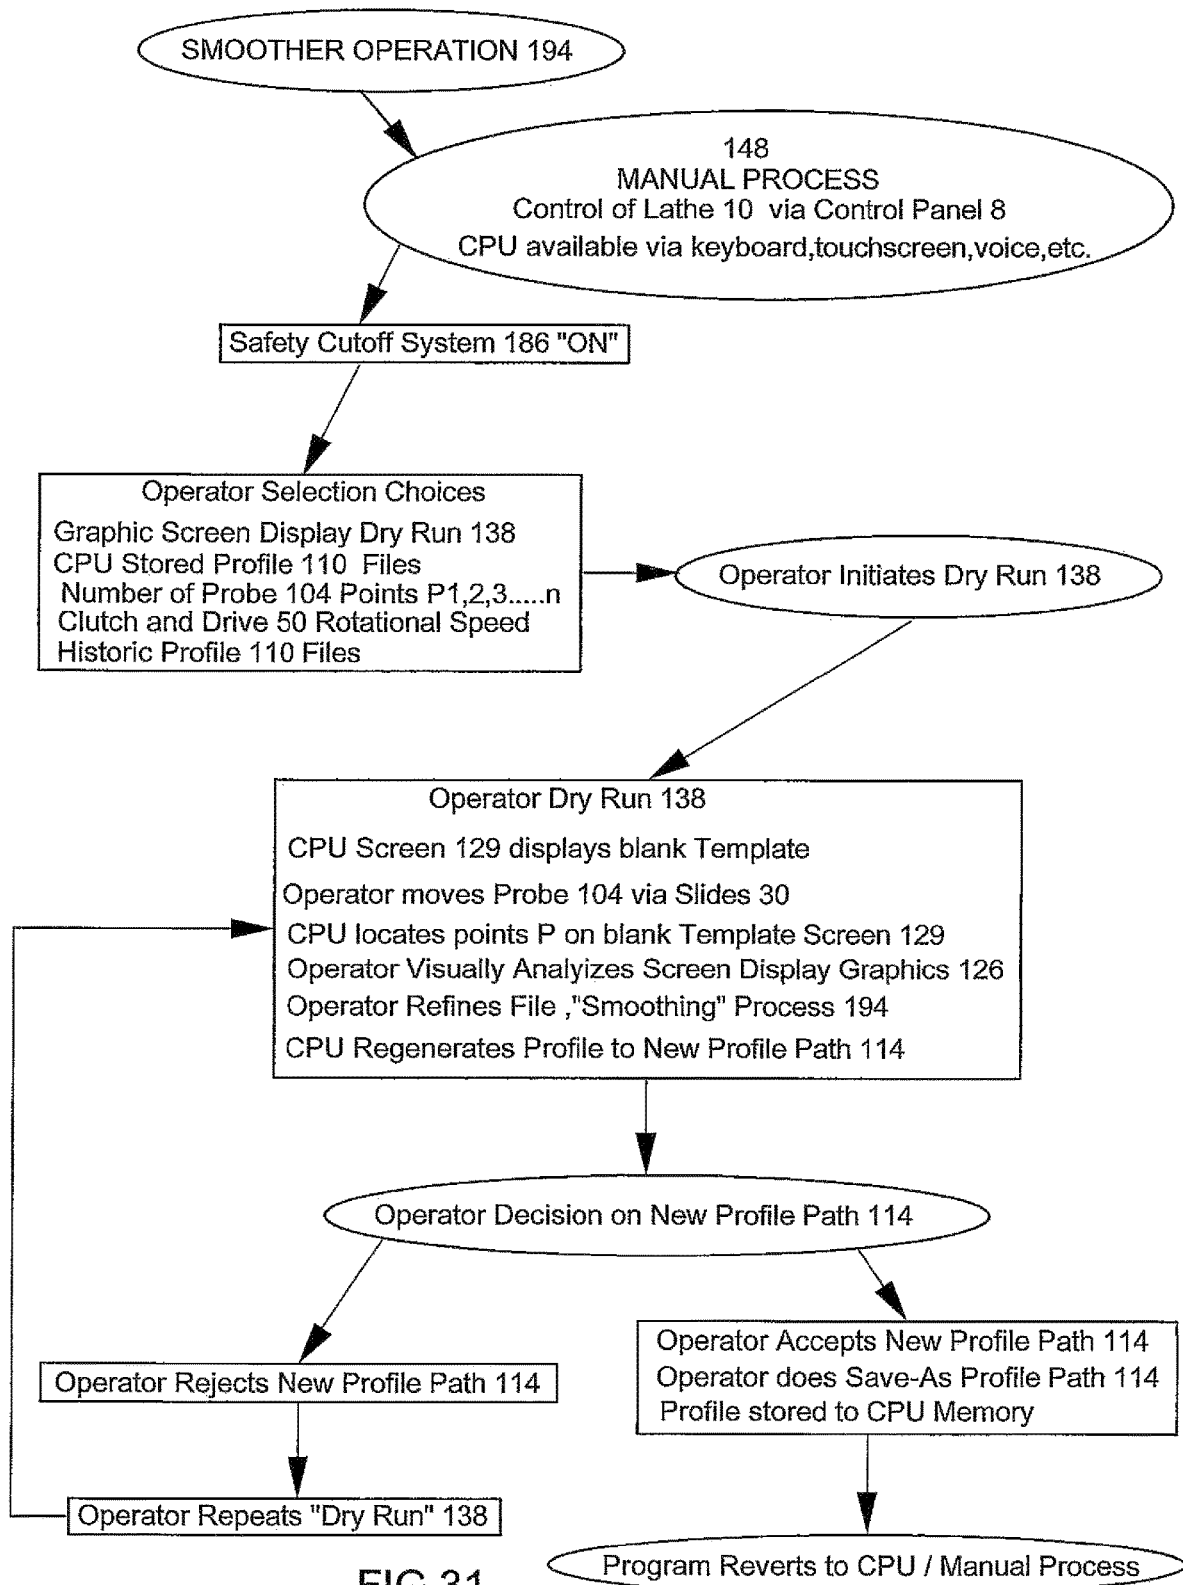 SMOOTHER OPERATION 194
148
MANUAL PROCESS
Control of Lathe 10 via Control Panel 8
CPU available via keyboard,touchscreen,voice,etc.
Safety Cutoff System 186 "ON"
Operator Selection Choices
Graphic Screen Display Dry Run 138
CPU Stored Profile 110 Files
Number of Probe 104 Points P1,2,3.....n
Clutch and Drive 50 Rotational Speed
Historic Profile 110 Files
Operator Initiates Dry Run 138
Operator Dry Run 138
CPU Screen 129 displays blank Template
Operator moves Probe 104 via Slides 30
CPU locates points P on blank Template Screen 129
Operator Visually Analyizes Screen Display Graphics 126
Operator Refines File ,"Smoothing" Process 194
CPU Regenerates Profile to New Profile Path 114
Operator Decision on New Profile Path 114
Operator Rejects New Profile Path 114
Operator Repeats "Dry Run" 138
Operator Accepts New Profile Path 114
Operator does Save-As Profile Path 114
Profile stored to CPU Memory
Program Reverts to CPU / Manual Process
FIG 31